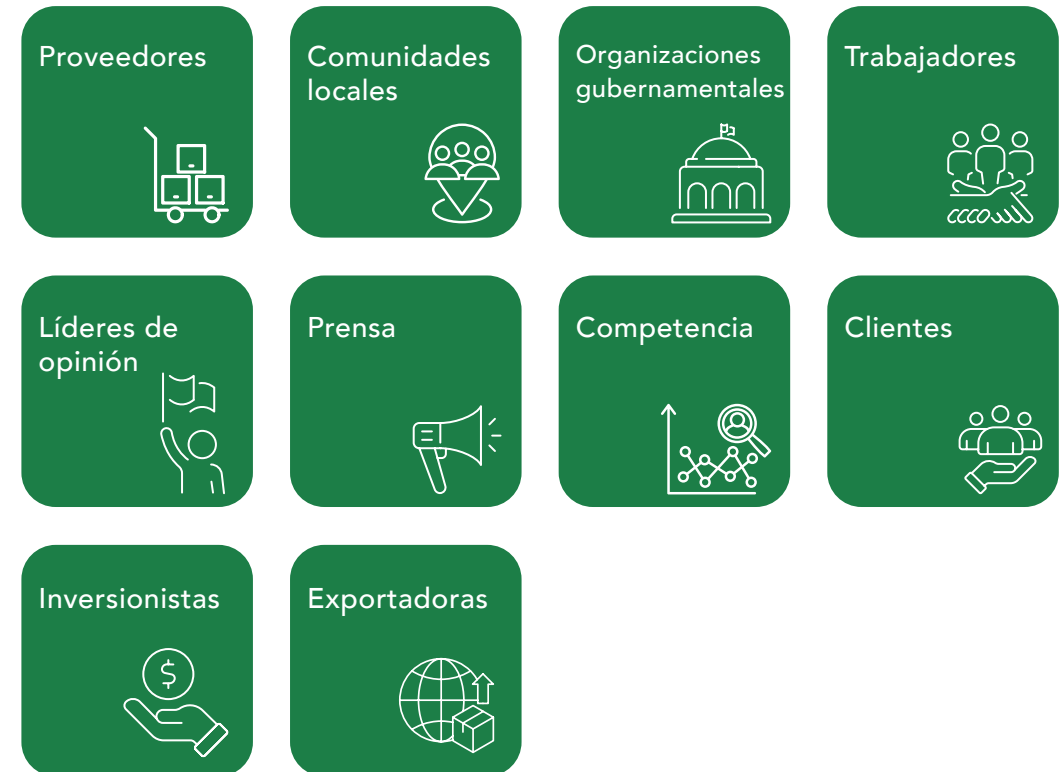 Proveedores
Comunidades
locales
Organizaciones
gubernamentales
Trabajadores
Líderes de
opinión
Prensa
Competencia
Clientes
Inversionistas
$
Exportadoras